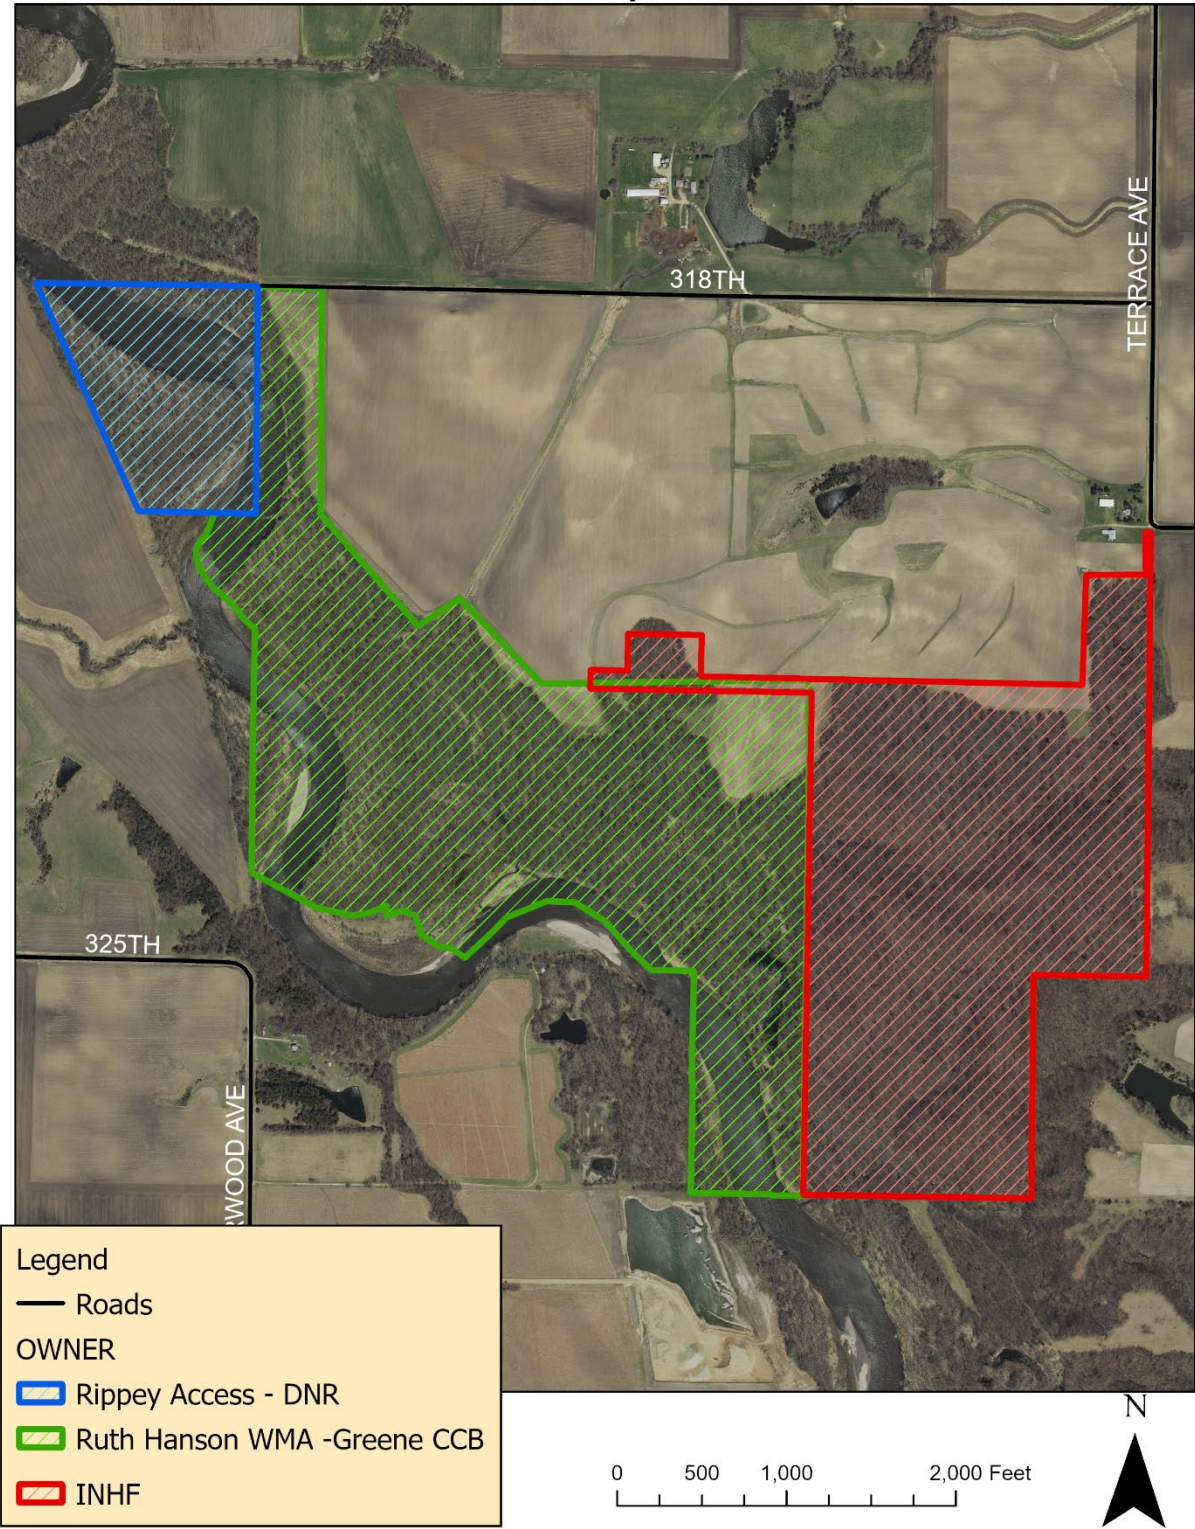 318TH
TERRACE AVE
325TH
RWOOD AVE
Legend
Roads
OWNER
Rippey Access - DNR
Ruth Hanson WMA -Greene CCB
INHF
N
0 500 1,000 2,000 Feet